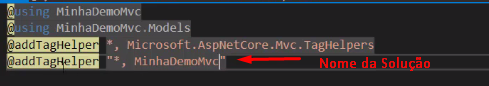 @using MinhaDemoMvc
@using MinhaDemoMvc.Models
@addTagHelper *, Microsoft.AspNetCore.Mvc.TagHelpers
@addTagHelper "*, MinhaDemoMvc" Nome da Solução